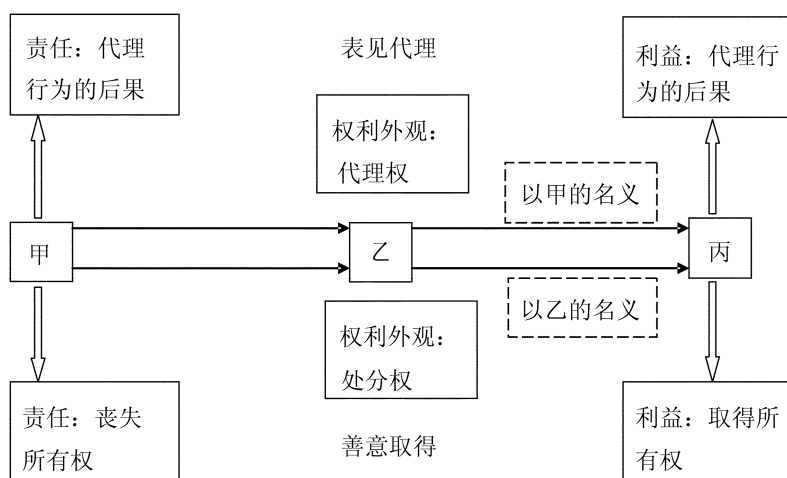 责任：代理
行为的后果
表见代理
利益：代理行
为的后果
权利外观：
代理权
以甲的名义
甲
乙
丙
以乙的名义
权利外观：
处分权
责任：丧失
所有权
善意取得
利益：取得所
有权